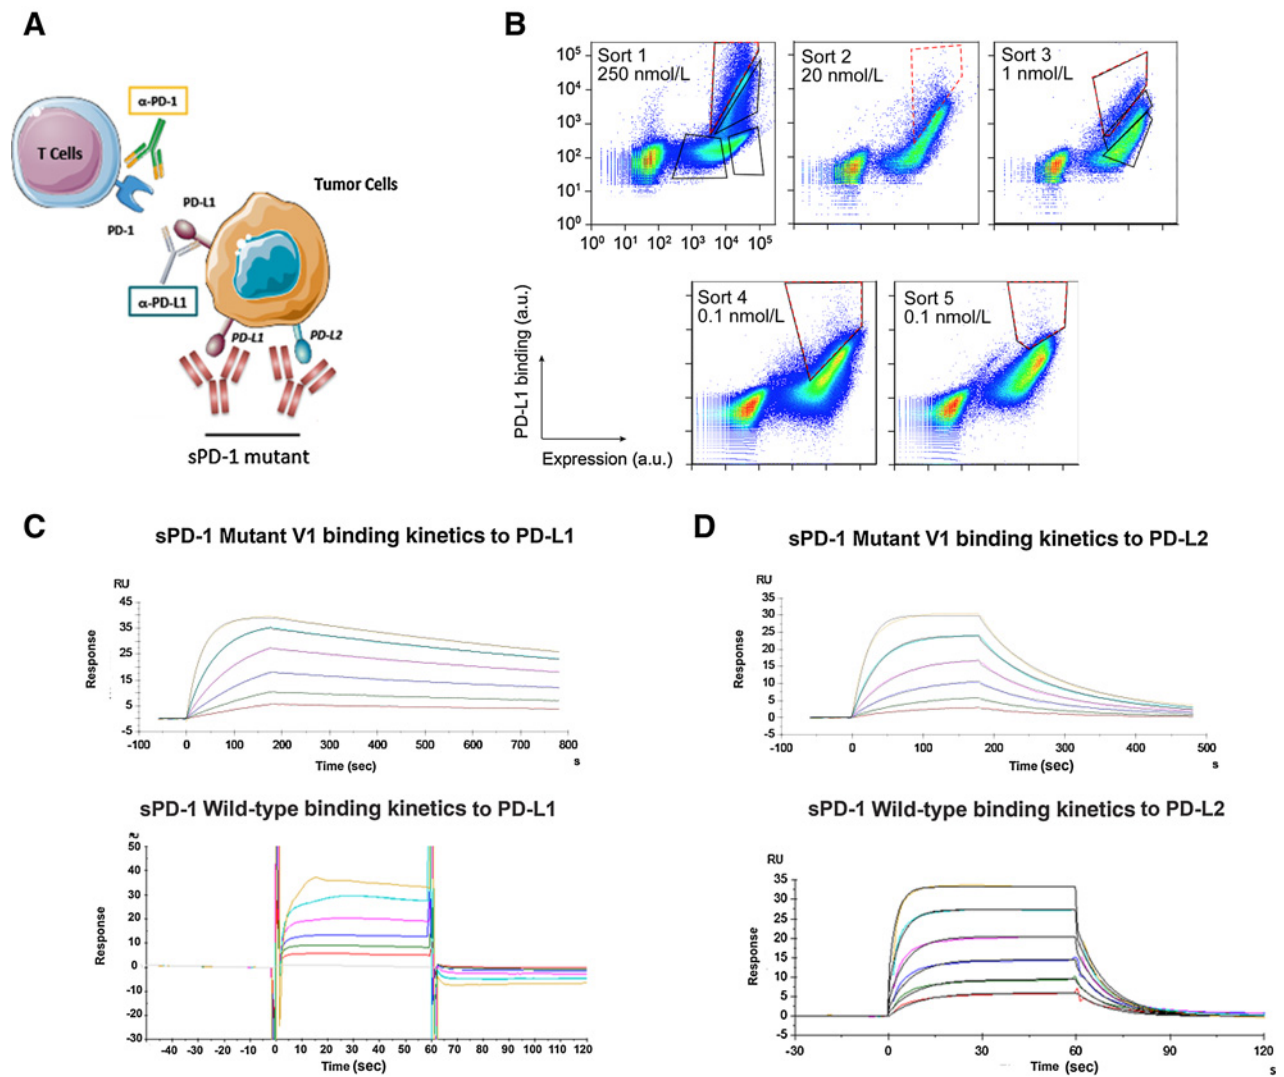 A
α-PD-1
T Cells
Tumor Cells
PD-L1
PD-1
α-PD-L1
PD-L1
PD-L2
sPD-1 mutant
B
Sort 1
250 nmol/L
Sort 2
20 nmol/L
Sort 3
1 nmol/L
10⁵
10⁴
10³
10²
10¹
10⁰
10⁰ 10¹ 10² 10³ 10⁴ 10⁵
Sort 4
0.1 nmol/L
Sort 5
0.1 nmol/L
PD-L1 binding (a.u.)
Expression (a.u.)
C
sPD-1 Mutant V1 binding kinetics to PD-L1
RU
45
35
25
15
5
-5
Response
-100 0 100 200 300 400 500 600 700 800
Time (sec)
s
sPD-1 Wild-type binding kinetics to PD-L1
50
40
30
20
10
0
-10
-20
-30
Response
-40 -30 -20 -10 0 10 20 30 40 50 60 70 80 90 100 110 120
Time (sec)
D
sPD-1 Mutant V1 binding kinetics to PD-L2
RU
35
30
25
20
15
10
5
0
-5
Response
-100 0 100 200 300 400 500
Time (sec)
s
sPD-1 Wild-type binding kinetics to PD-L2
RU
35
30
25
20
15
10
5
0
-5
Response
-30 0 30 60 90 120
Time (sec)
s